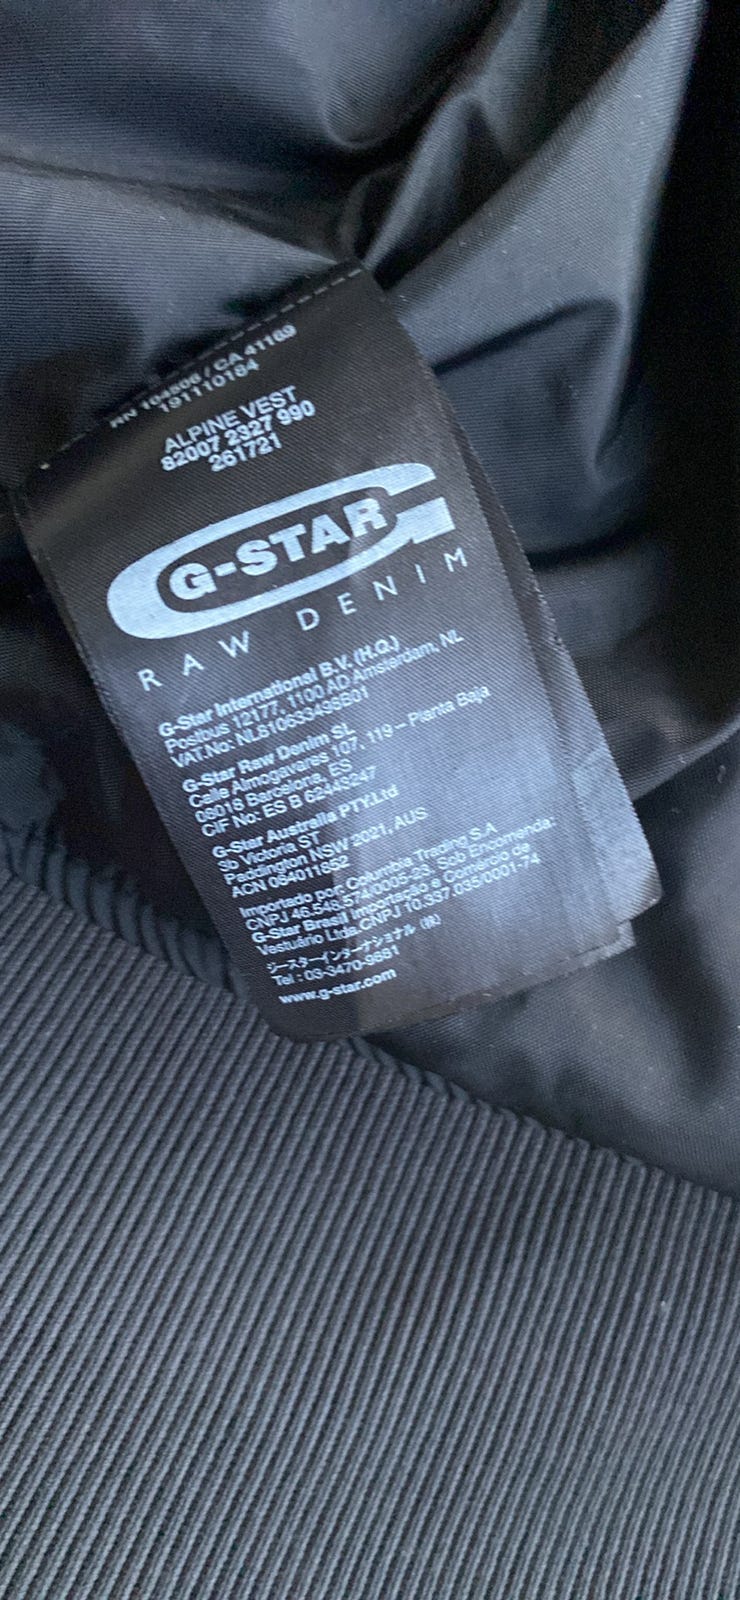 RN 104806 / CA 41169
191110184
ALPINE VEST
82007 2327 990
261721
G-STAR
RAW DENIM
G-Star International B.V. (H.Q.)
Postbus 12177, 1100 AD Amsterdam, NL
VAT.No: NL810633493B01
G-Star Raw Denim SL
Calle Almogavares 107, 119 – Planta Baja
08018 Barcelona, ES
CIF No: ES B 62443247
G-Star Australia PTY.Ltd
5b Victoria ST
Paddington NSW 2021, AUS
ACN 064011652
Importado por: Columbia Trading S.A
CNPJ 46.548.574/0005-23, Sob Encomenda:
G-Star Brasil Importação e Comércio de
Vestuário Ltda.CNPJ 10.337.035/0001-74
ジースターインターナショナル (株)
Tel : 03-3470-9681
www.g-star.com